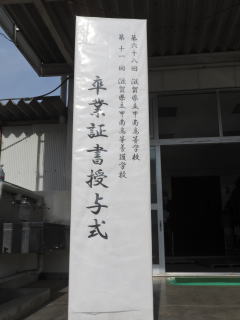 第六十八回 滋賀県立甲南高等学校
第十一回 滋賀県立甲南高等養護学校
卒業証書授与式